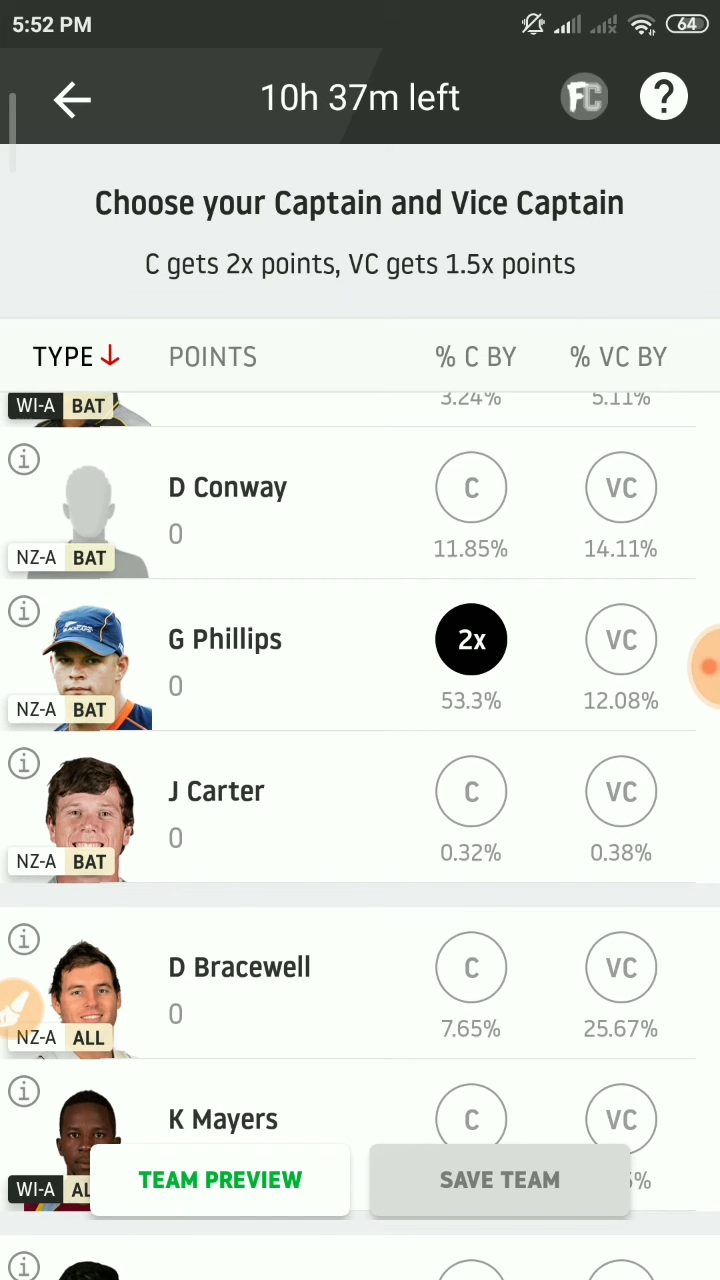 5:52 PM 64
10h 37m left FC ?
Choose your Captain and Vice Captain
C gets 2x points, VC gets 1.5x points
TYPE POINTS % C BY % VC BY
WI-A BAT 3.24% 5.11%
D Conway C VC
0
NZ-A BAT 11.85% 14.11%
G Phillips 2x VC
0
NZ-A BAT 53.3% 12.08%
J Carter C VC
0
NZ-A BAT 0.32% 0.38%
D Bracewell C VC
0
NZ-A ALL 7.65% 25.67%
K Mayers C VC
WI-A AL
TEAM PREVIEW SAVE TEAM